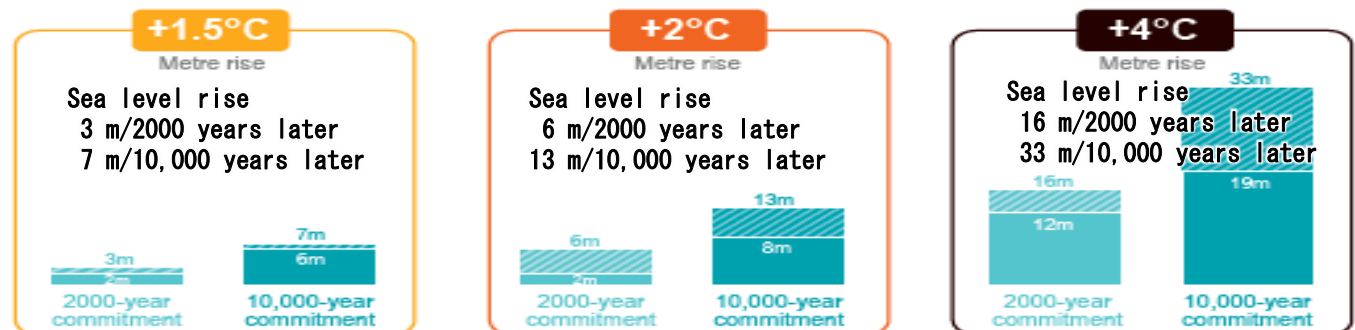 +1.5°C
Metre rise
Sea level rise
3 m/2000 years later
7 m/10,000 years later
3m
2m
7m
6m
2000-year
commitment
10,000-year
commitment
+2°C
Metre rise
Sea level rise
6 m/2000 years later
13 m/10,000 years later
6m
2m
13m
8m
2000-year
commitment
10,000-year
commitment
+4°C
Metre rise
33m
Sea level rise
16 m/2000 years later
33 m/10,000 years later
16m
12m
19m
2000-year
commitment
10,000-year
commitment